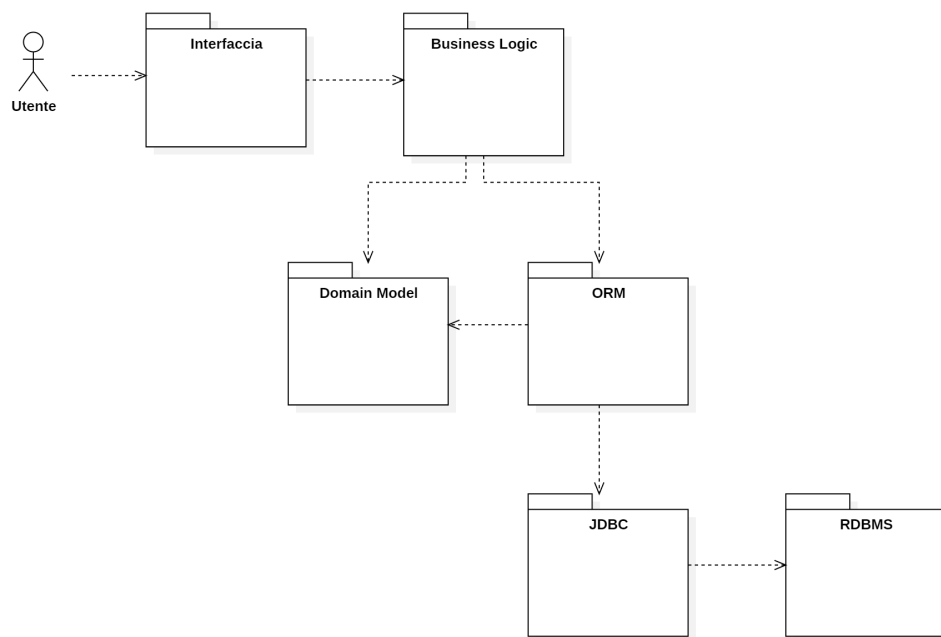 Interfaccia
Business Logic
Utente
Domain Model
ORM
JDBC
RDBMS